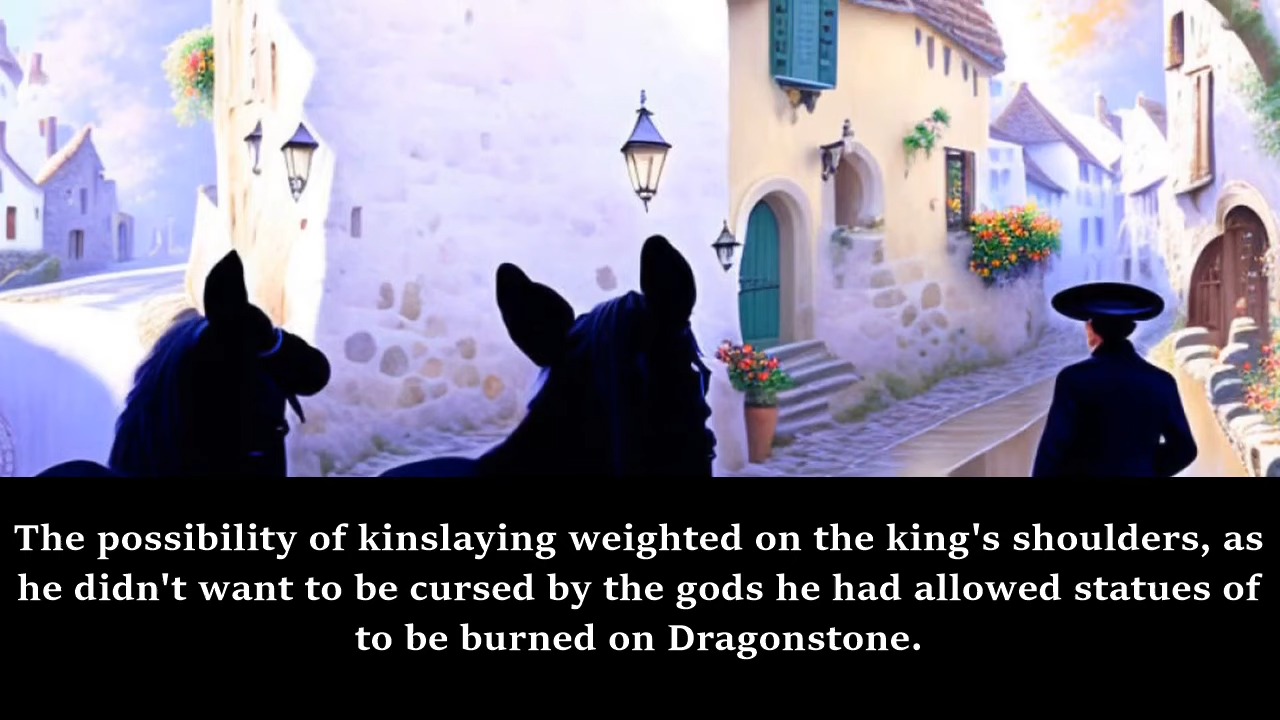 The possibility of kinslaying weighted on the king's shoulders, as
he didn't want to be cursed by the gods he had allowed statues of
to be burned on Dragonstone.